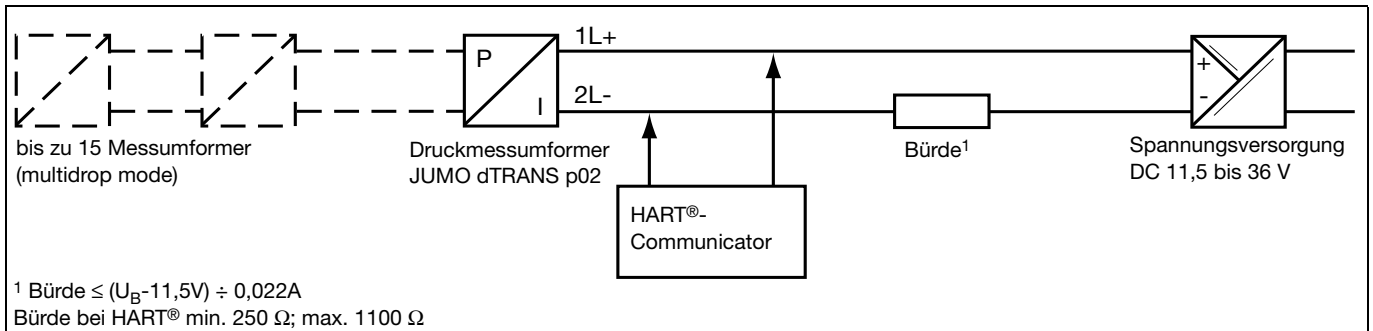 1L+
P
I
2L-
+
-
bis zu 15 Messumformer
(multidrop mode)
Druckmessumformer
JUMO dTRANS p02
Bürde¹
Spannungsversorgung
DC 11,5 bis 36 V
HART®-
Communicator
¹ Bürde ≤ (U_B-11,5V) ÷ 0,022A
Bürde bei HART® min. 250 Ω; max. 1100 Ω